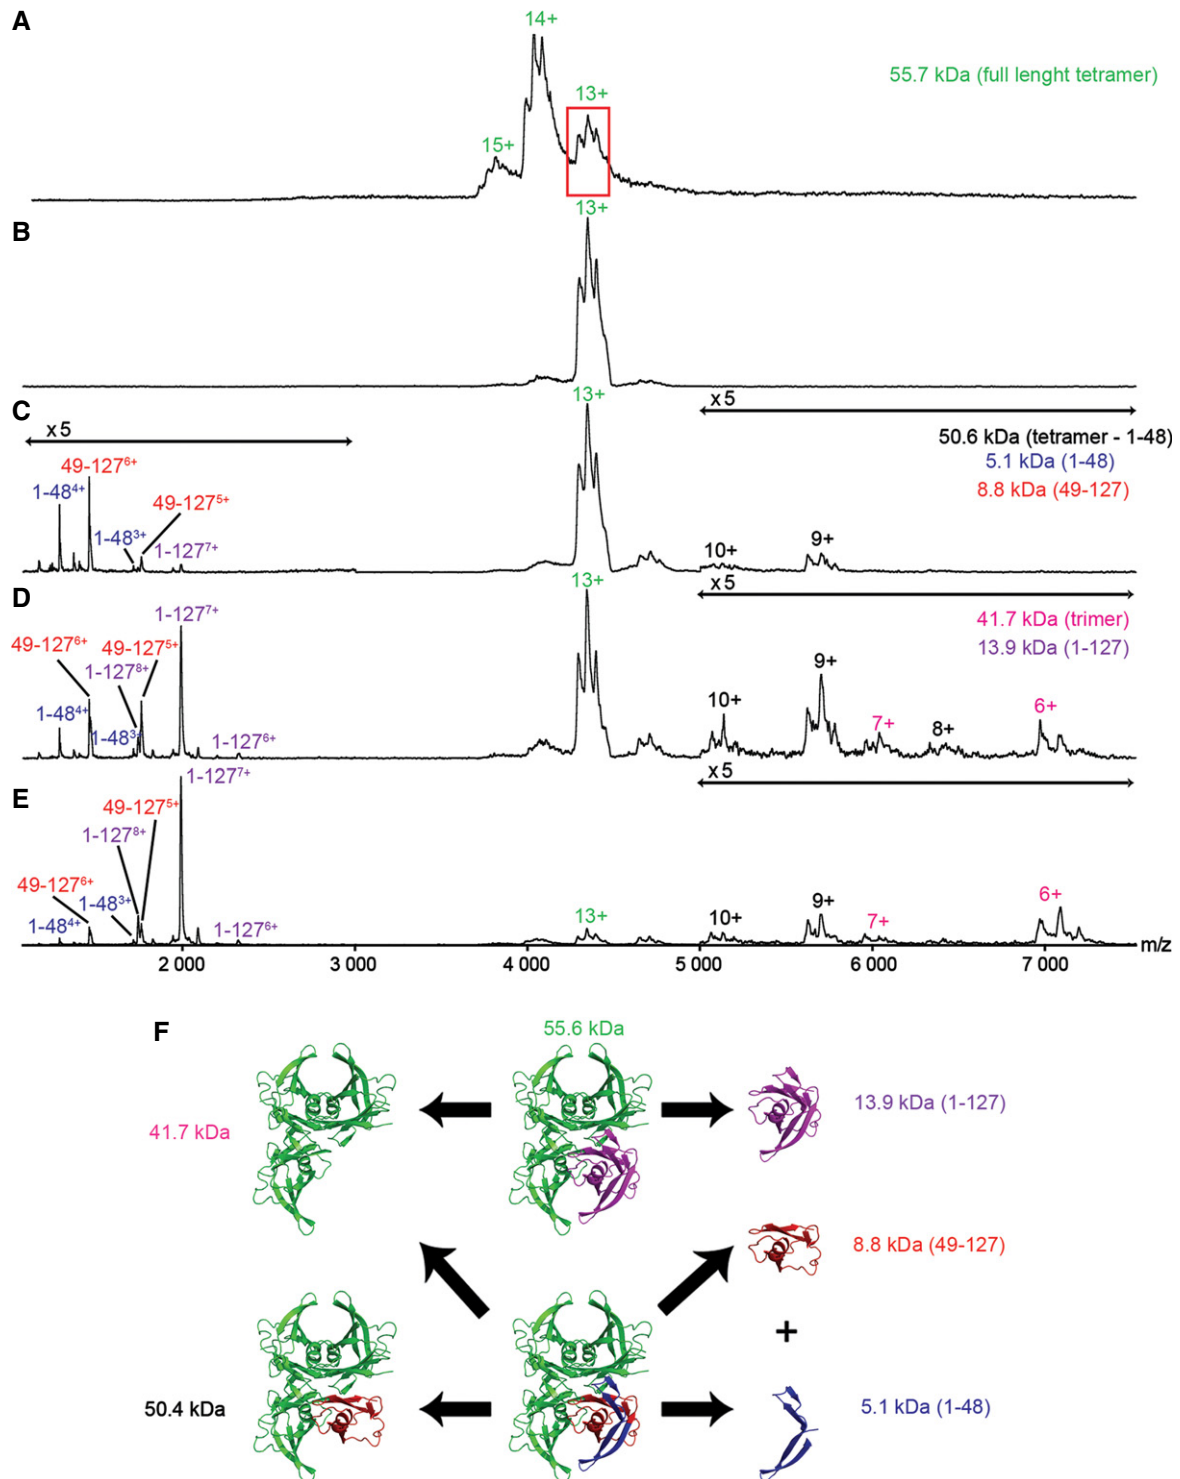 A
14+
55.7 kDa (full lenght tetramer)
13+
15+
13+
B
13+
C
x 5
x 5
50.6 kDa (tetramer - 1-48)
49-127⁶⁺
5.1 kDa (1-48)
1-48⁴⁺
49-127⁵⁺
8.8 kDa (49-127)
1-48³⁺
1-127⁷⁺
10+
9+
13+
x 5
D
1-127⁷⁺
41.7 kDa (trimer)
49-127⁶⁺
49-127⁵⁺
13.9 kDa (1-127)
1-127⁸⁺
9+
1-48⁴⁺
10+
6+
1-48³
7+
8+
1-127⁶⁺
x 5
E
1-127⁷⁺
49-127⁵⁺
1-127⁸⁺
49-127⁶⁺
1-48³⁺
6+
9+
1-48⁴⁺
13+
10+
7+
1-127⁶⁺
m/z
2 000
3 000
4 000
5 000
6 000
7 000
F
55.6 kDa
13.9 kDa (1-127)
41.7 kDa
8.8 kDa (49-127)
+
50.4 kDa
5.1 kDa (1-48)